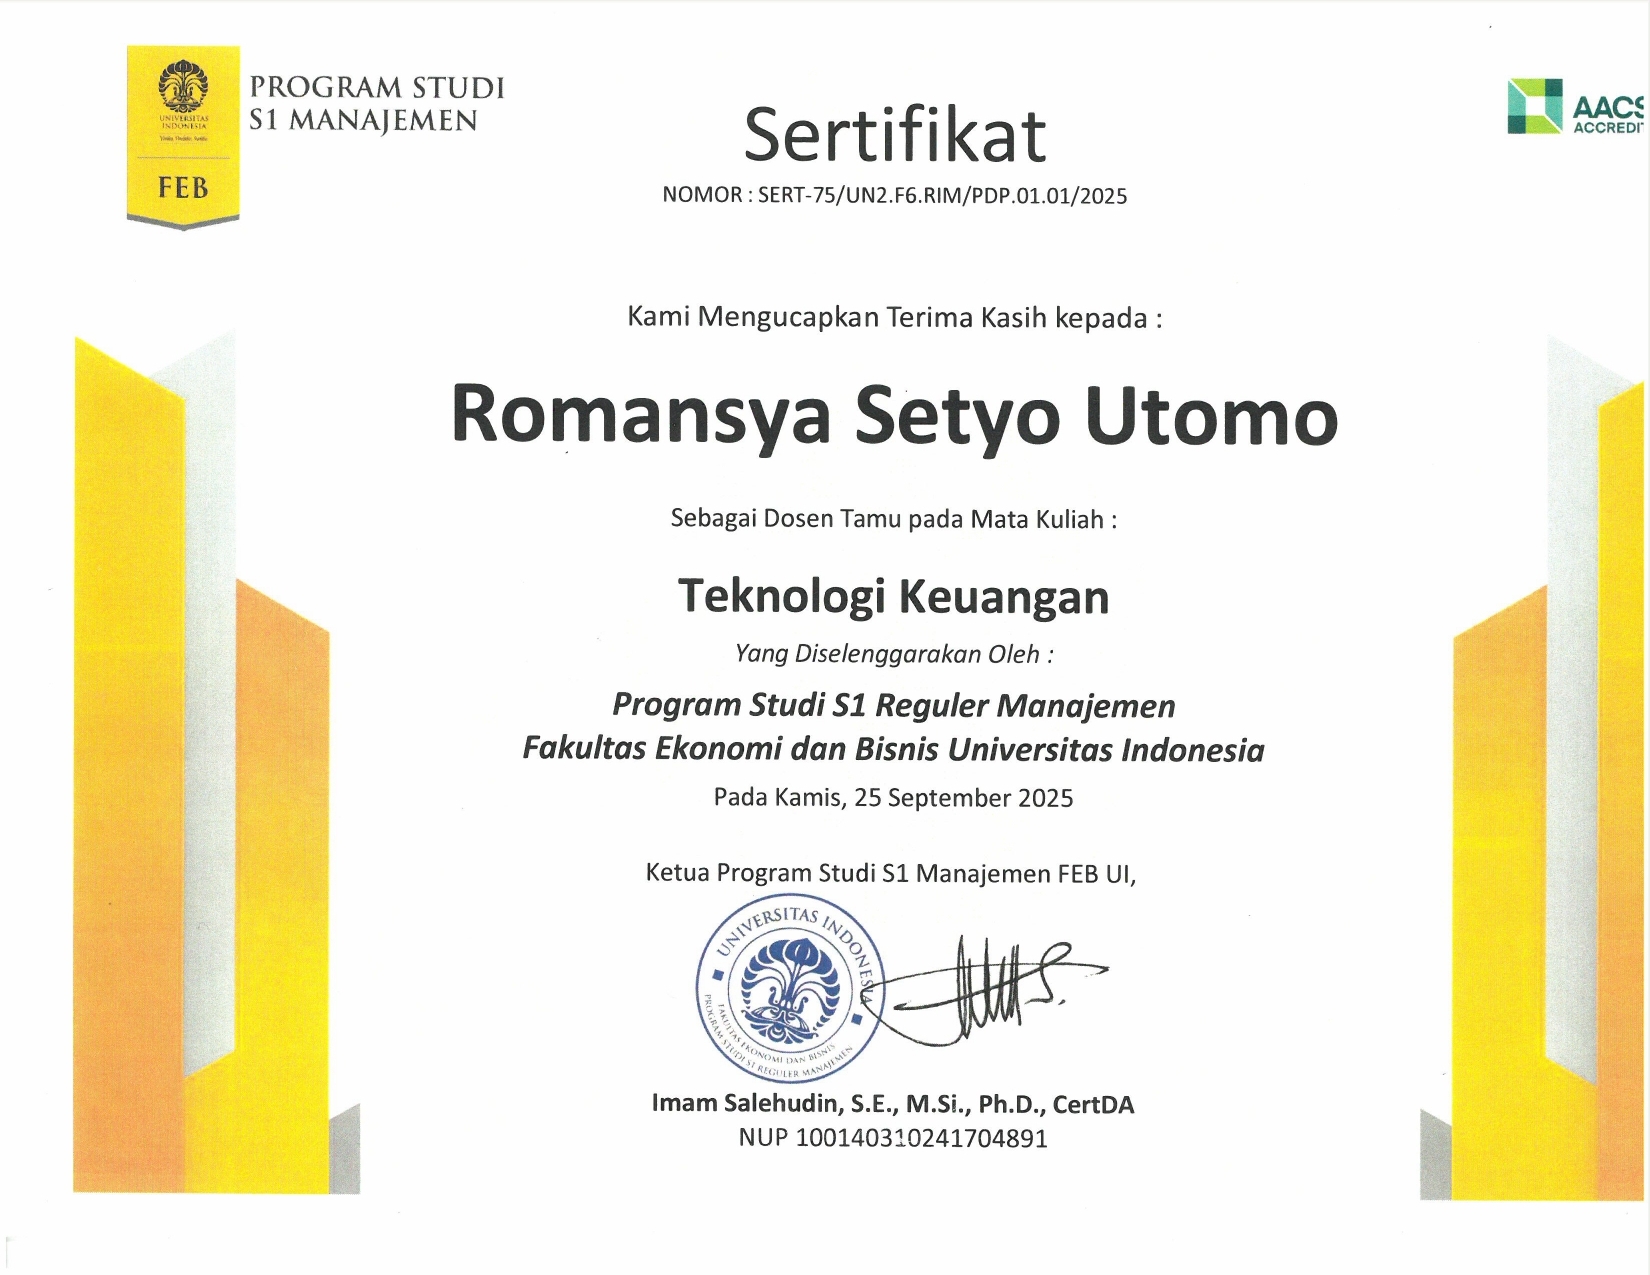 UNIVERSITAS
INDONESIA
FEB
PROGRAM STUDI
S1 MANAJEMEN
Sertifikat
NOMOR : SERT-75/UN2.F6.RIM/PDP.01.01/2025
AACS
ACCREDIT
Kami Mengucapkan Terima Kasih kepada :
Romansya Setyo Utomo
Sebagai Dosen Tamu pada Mata Kuliah :
Teknologi Keuangan
Yang Diselenggarakan Oleh :
Program Studi S1 Reguler Manajemen
Fakultas Ekonomi dan Bisnis Universitas Indonesia
Pada Kamis, 25 September 2025
Ketua Program Studi S1 Manajemen FEB UI,
UNIVERSITAS INDONESIA
FAKULTAS EKONOMI DAN BISNIS
PROGRAM STUDI S1 REGULER MANAJEMEN
Imam Salehudin, S.E., M.Si., Ph.D., CertDA
NUP 100140310241704891